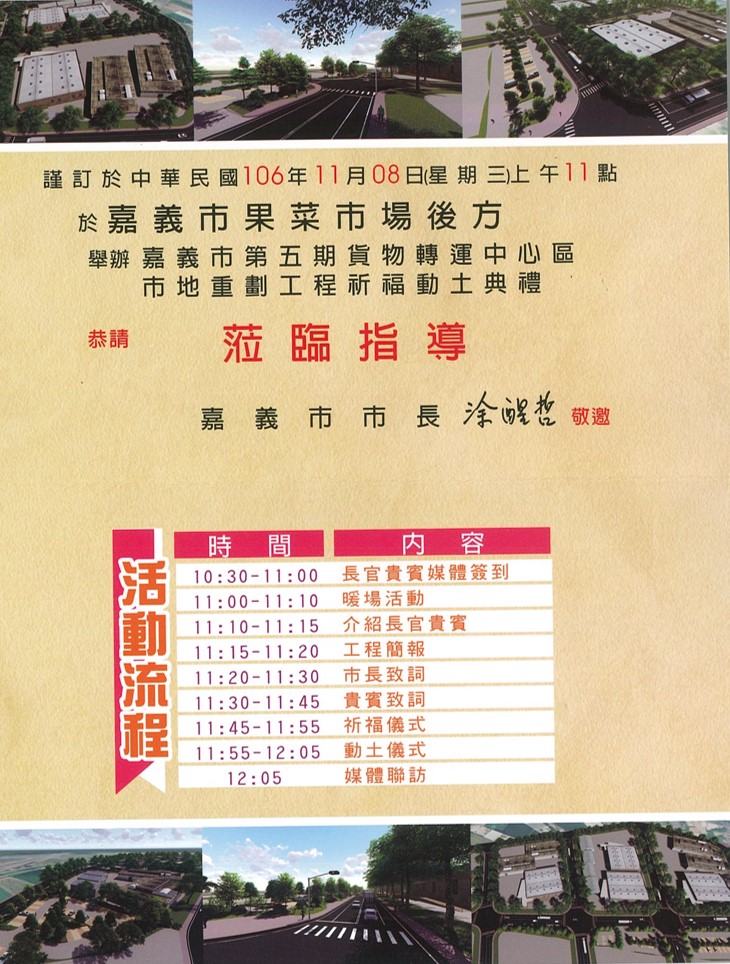 謹訂於中華民國106年11月08日(星期三)上午11點
於嘉義市果菜市場後方
舉辦嘉義市第五期貨物轉運中心區
市地重劃工程祈福動土典禮
恭請 蒞臨指導
嘉義市市長 涂醒哲 敬邀
活動流程
時間 內容
10:30-11:00 長官貴賓媒體簽到
11:00-11:10 暖場活動
11:10-11:15 介紹長官貴賓
11:15-11:20 工程簡報
11:20-11:30 市長致詞
11:30-11:45 貴賓致詞
11:45-11:55 祈福儀式
11:55-12:05 動土儀式
12:05 媒體聯訪